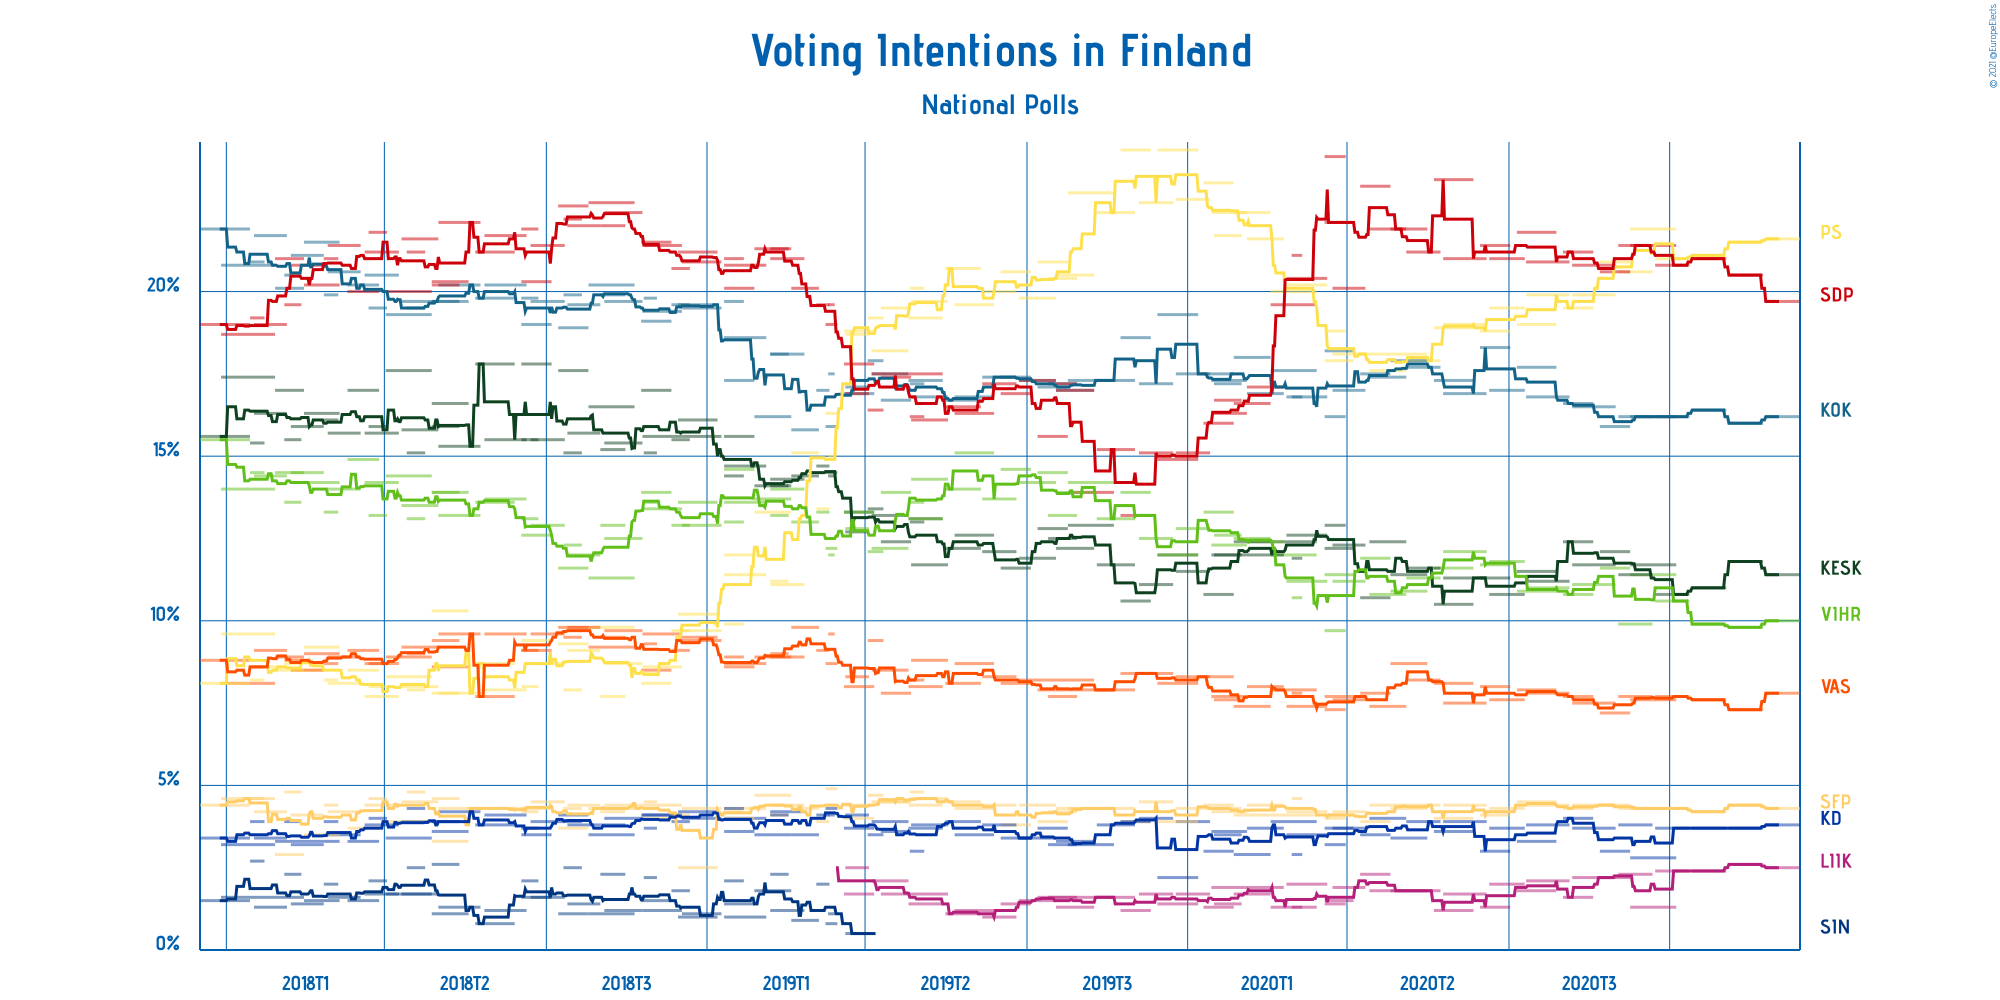 © 2021 @EuropeElects
Voting Intentions in Finland
National Polls
20%
15%
10%
5%
0%
PS
SDP
KOK
KESK
VIHR
VAS
SFP
KD
LIIK
SIN
2018T1 2018T2 2018T3 2019T1 2019T2 2019T3 2020T1 2020T2 2020T3